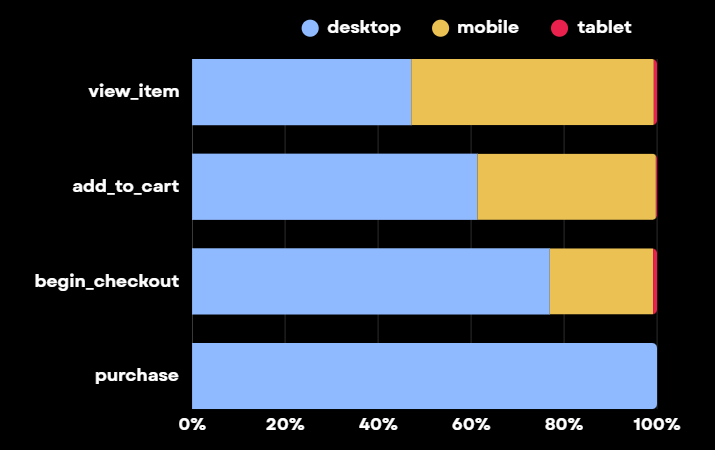 desktop mobile tablet
view_item
add_to_cart
begin_checkout
purchase
0% 20% 40% 60% 80% 100%